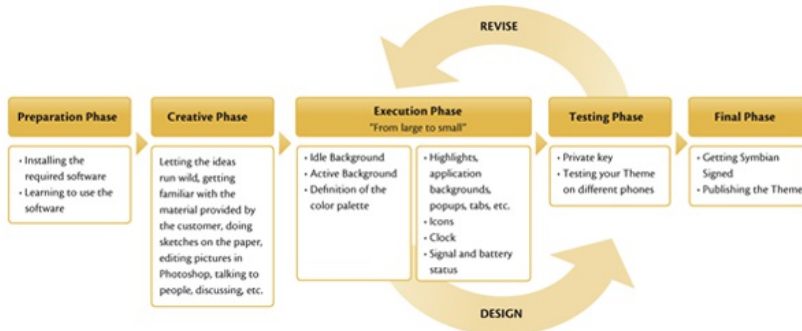 REVISE
Preparation Phase
• Installing the
required software
• Learning to use the
software
Creative Phase
Letting the ideas
run wild, getting
familiar with the
material provided by
the customer, doing
sketches on the paper,
editing pictures in
Photoshop, talking to
people, discussing, etc.
Execution Phase
"From large to small"
• Idle Background
• Active Background
• Definition of the
color palette
• Highlights,
application
backgrounds,
popups, tabs, etc.
• Icons
• Clock
• Signal and battery
status
Testing Phase
• Private key
• Testing your Theme
on different phones
Final Phase
• Getting Symbian
Signed
• Publishing the Theme
DESIGN